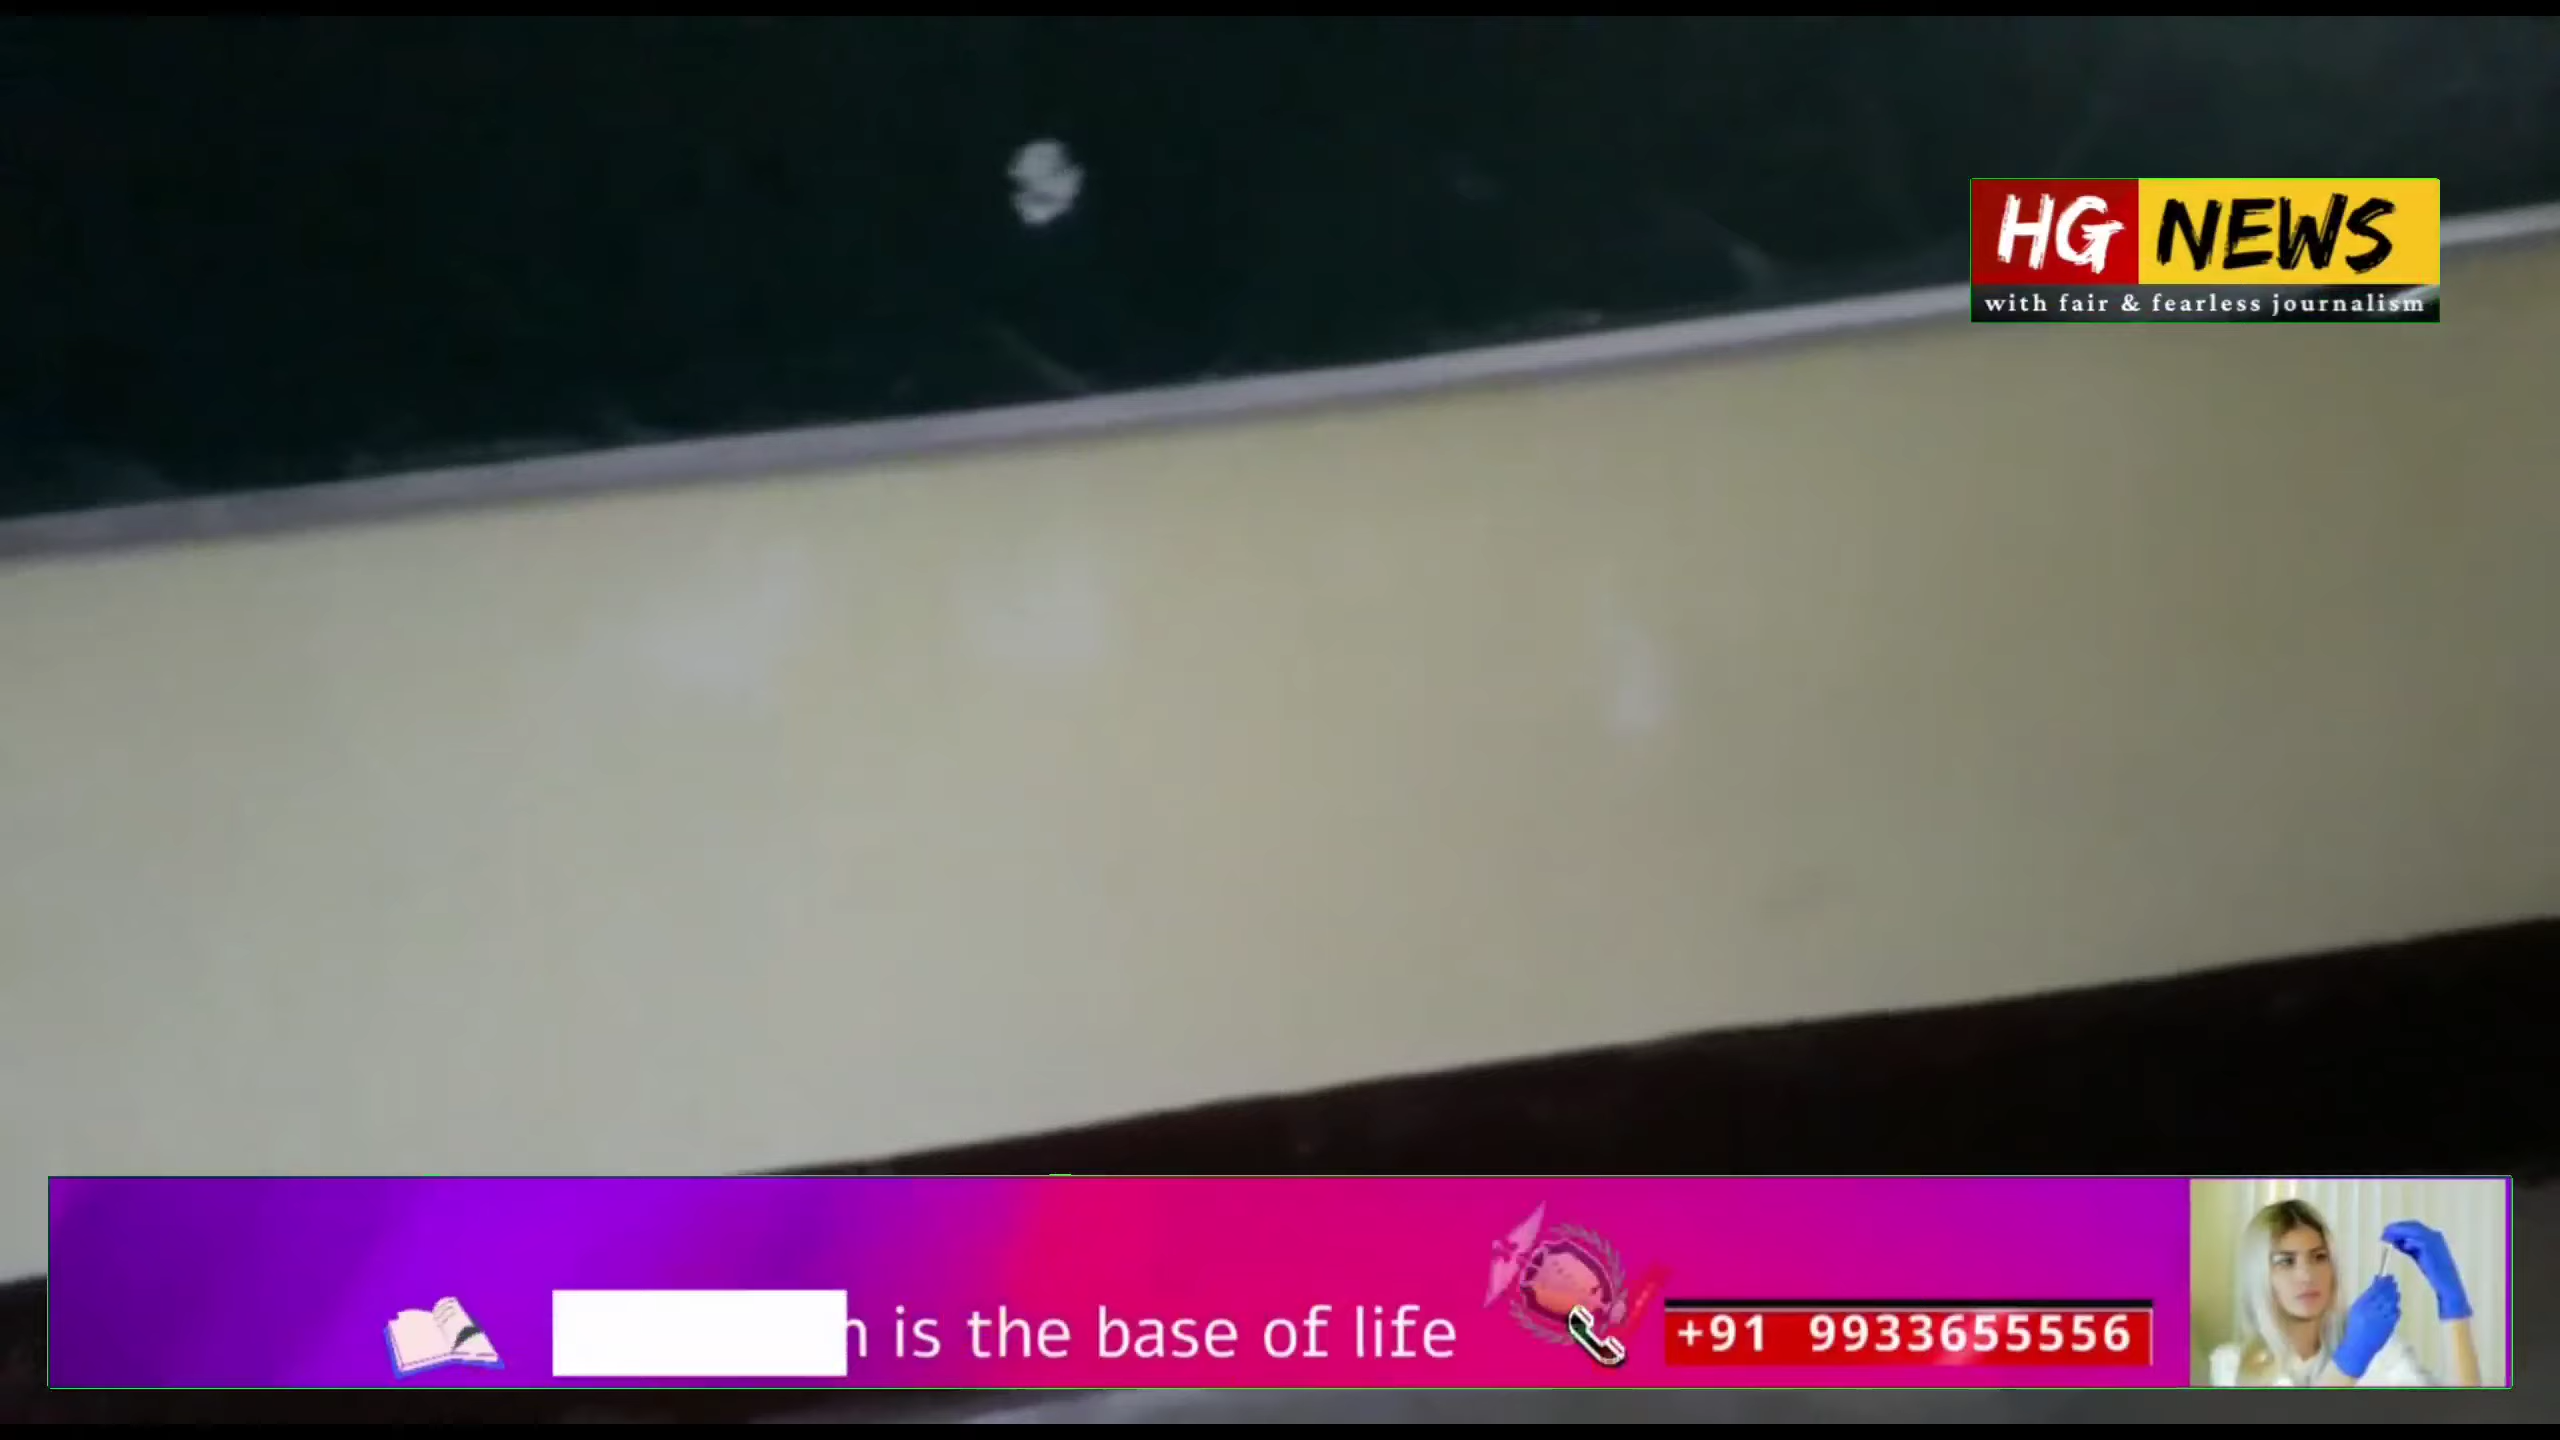 HG NEWS
with fair & fearless journalism
is the base of life
+91 9933655556